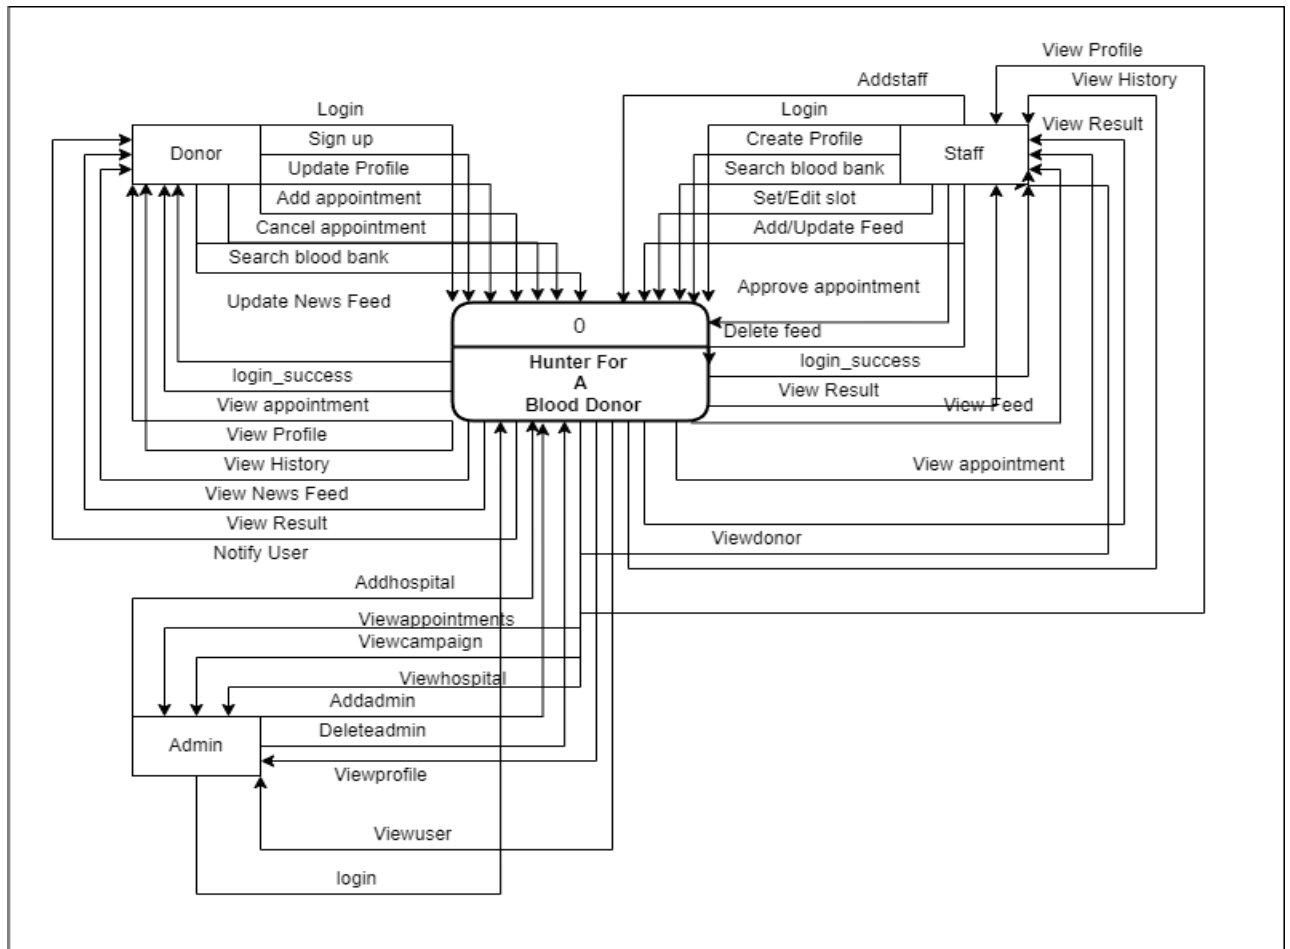 View Profile
Addstaff
View History
Login
Login
View Result
Sign up
Create Profile
Donor
Staff
Update Profile
Search blood bank
Add appointment
Set/Edit slot
Cancel appointment
Add/Update Feed
Search blood bank
Approve appointment
Update News Feed
0
Delete feed
Hunter For
A
Blood Donor
login_success
login_success
View Result
View appointment
View Feed
View Profile
View History
View appointment
View News Feed
View Result
Viewdonor
Notify User
Addhospital
Viewappointments
Viewcampaign
Viewhospital
Addadmin
Deleteadmin
Admin
Viewprofile
Viewuser
login